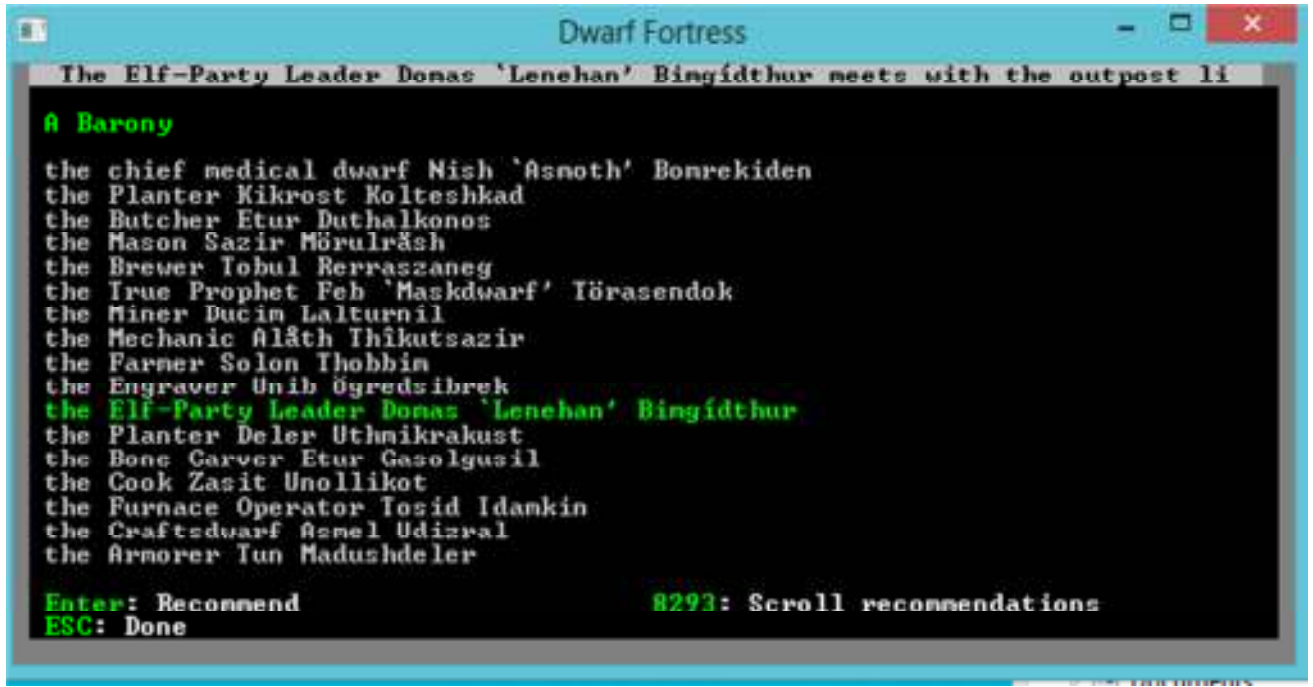 Dwarf Fortress
The Elf-Party Leader Domas `Lenehan' Bimgídthur meets with the outpost li
A Barony
the chief medical dwarf Nish `Asmoth' Bomrekiden
the Planter Kikrost Kolteshkad
the Butcher Etur Duthalkonos
the Mason Sazir Mörulråsh
the Brewer Tobul Rerraszaneg
the True Prophet Feb `Maskdwarf' Törasendok
the Miner Ducim Lalturnil
the Mechanic Alåth Thîkutsazir
the Farmer Solon Thobbim
the Engraver Unib Ögredsibrek
the Elf-Party Leader Domas `Lenehan' Bimgídthur
the Planter Deler Uthmikrakust
the Bone Carver Etur Gasolgusil
the Cook Zasit Unollikot
the Furnace Operator Tosid Idamkin
the Craftsdwarf Asmel Udizral
the Armorer Tun Madushdeler
Enter: Recommend 8293: Scroll recommendations
ESC: Done